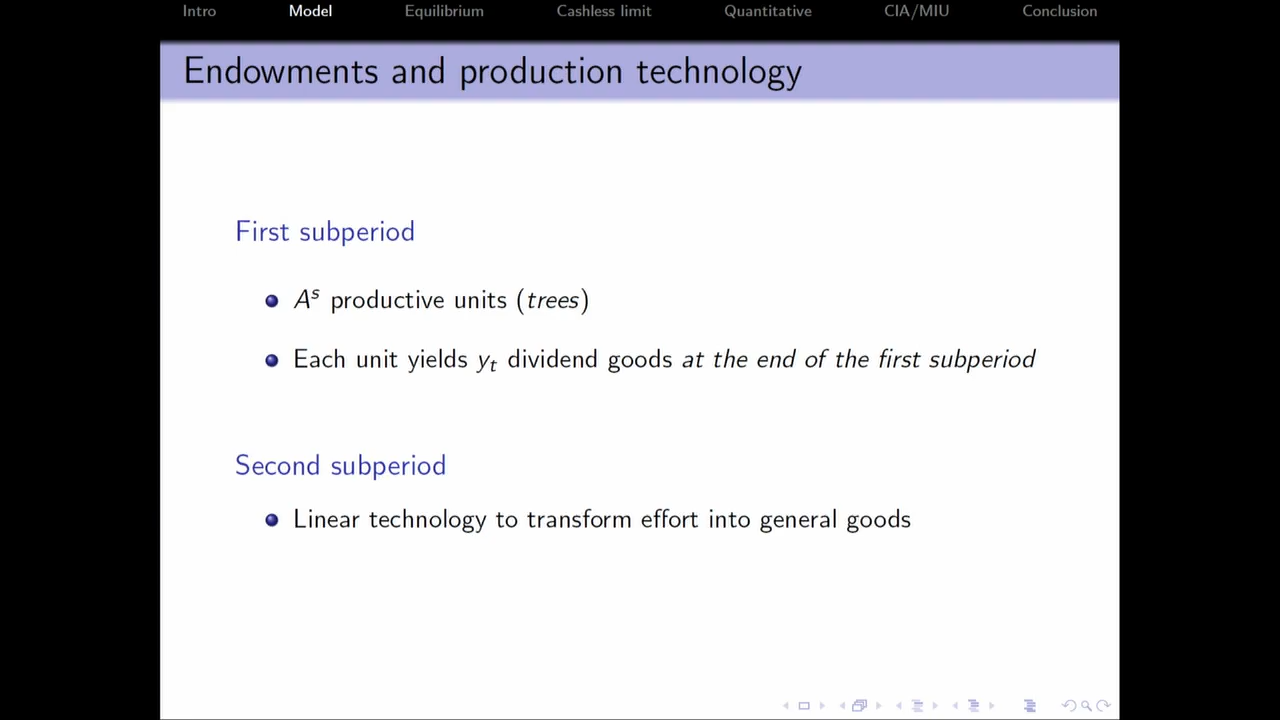 Intro Model Equilibrium Cashless limit Quantitative CIA/MIU Conclusion
Endowments and production technology
First subperiod
Aˢ productive units (trees)
Each unit yields yₜ dividend goods at the end of the first subperiod
Second subperiod
Linear technology to transform effort into general goods